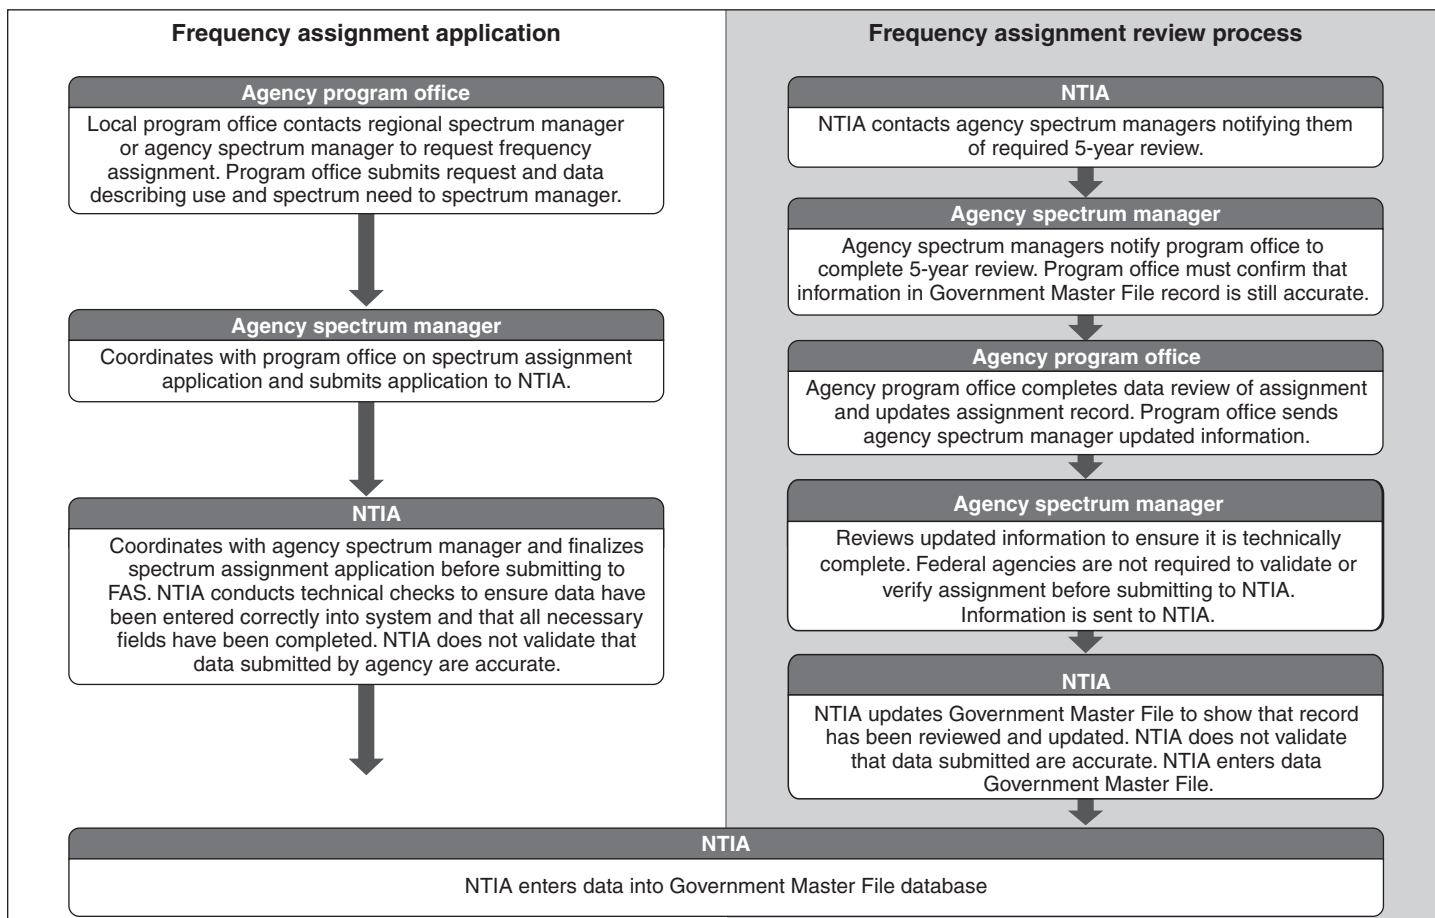 Frequency assignment application
Agency program office
Local program office contacts regional spectrum manager
or agency spectrum manager to request frequency
assignment. Program office submits request and data
describing use and spectrum need to spectrum manager.
Agency spectrum manager
Coordinates with program office on spectrum assignment
application and submits application to NTIA.
NTIA
Coordinates with agency spectrum manager and finalizes
spectrum assignment application before submitting to
FAS. NTIA conducts technical checks to ensure data have
been entered correctly into system and that all necessary
fields have been completed. NTIA does not validate that
data submitted by agency are accurate.
Frequency assignment review process
NTIA
NTIA contacts agency spectrum managers notifying them
of required 5-year review.
Agency spectrum manager
Agency spectrum managers notify program office to
complete 5-year review. Program office must confirm that
information in Government Master File record is still accurate.
Agency program office
Agency program office completes data review of assignment
and updates assignment record. Program office sends
agency spectrum manager updated information.
Agency spectrum manager
Reviews updated information to ensure it is technically
complete. Federal agencies are not required to validate or
verify assignment before submitting to NTIA.
Information is sent to NTIA.
NTIA
NTIA updates Government Master File to show that record
has been reviewed and updated. NTIA does not validate
that data submitted are accurate. NTIA enters data
Government Master File.
NTIA
NTIA enters data into Government Master File database